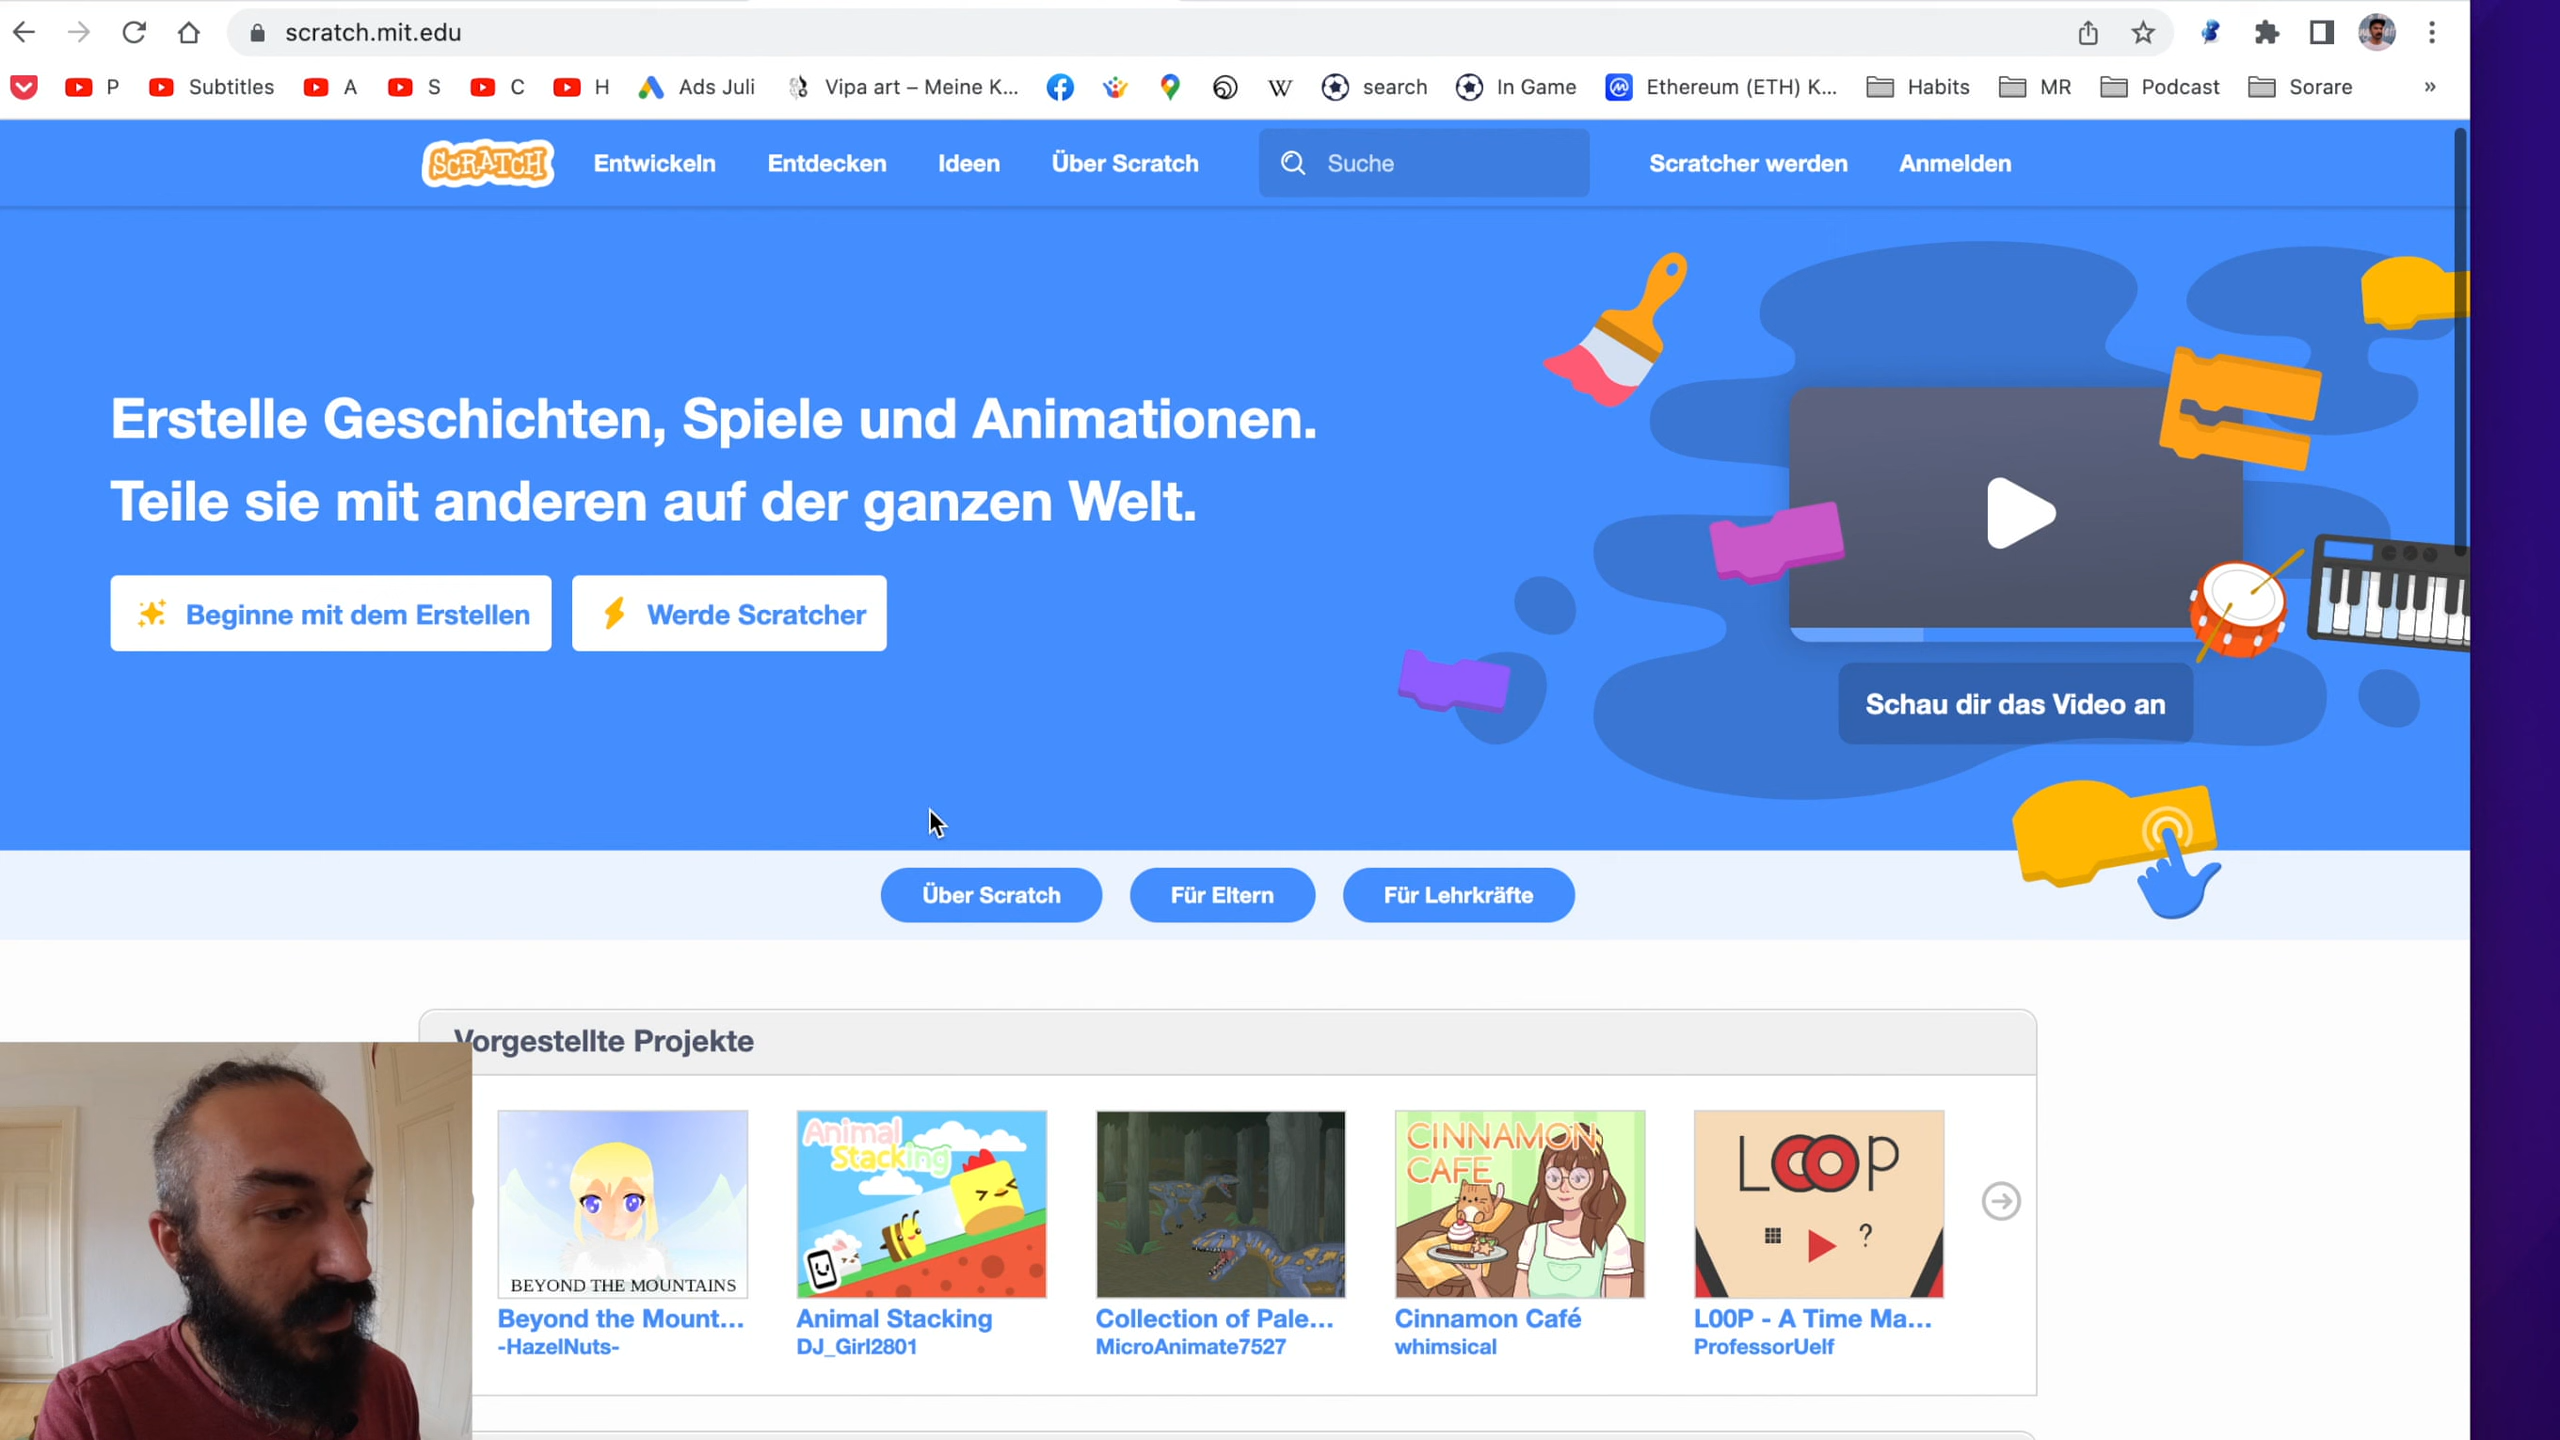 scratch.mit.edu
P
Subtitles
A
S
C
H
Ads Juli
Vipa art – Meine K...
W
search
In Game
Ethereum (ETH) K...
Habits
MR
Podcast
Sorare
»
SCRATCH
Entwickeln
Entdecken
Ideen
Über Scratch
Suche
Scratcher werden
Anmelden
Erstelle Geschichten, Spiele und Animationen.
Teile sie mit anderen auf der ganzen Welt.
Beginne mit dem Erstellen
Werde Scratcher
Schau dir das Video an
Über Scratch
Für Eltern
Für Lehrkräfte
Vorgestellte Projekte
BEYOND THE MOUNTAINS
Animal
Stacking
CINNAMON
CAFE
LOOP
?
Beyond the Mount...
Animal Stacking
Collection of Pale...
Cinnamon Café
L00P - A Time Ma...
-HazelNuts-
DJ_Girl2801
MicroAnimate7527
whimsical
ProfessorUelf